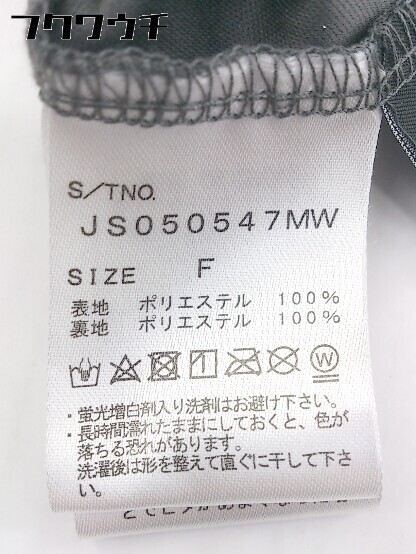 フクワウチ
S/TNO.
JS050547MW
SIZE F
表地 ポリエステル 100%
裏地 ポリエステル 100%
W
・蛍光増白剤入り洗剤はお避け下さい。
・長時間濡れたままにしておくと、色が
落ちる恐れがあります。
洗濯後は形を整えて直ぐに干して下さ
い。